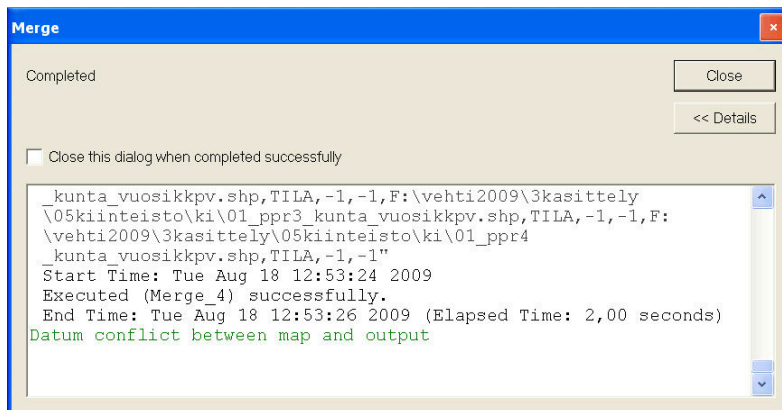 Merge
Completed
Close
<< Details
Close this dialog when completed successfully
_kunta_vuosikkpv.shp,TILA,-1,-1,F:\vehti2009\3kasittely
\05kiinteisto\ki\01_ppr3_kunta_vuosikkpv.shp,TILA,-1,-1,F:
\vehti2009\3kasittely\05kiinteisto\ki\01_ppr4
_kunta_vuosikkpv.shp,TILA,-1,-1"
Start Time: Tue Aug 18 12:53:24 2009
Executed (Merge_4) successfully.
End Time: Tue Aug 18 12:53:26 2009 (Elapsed Time: 2,00 seconds)
Datum conflict between map and output